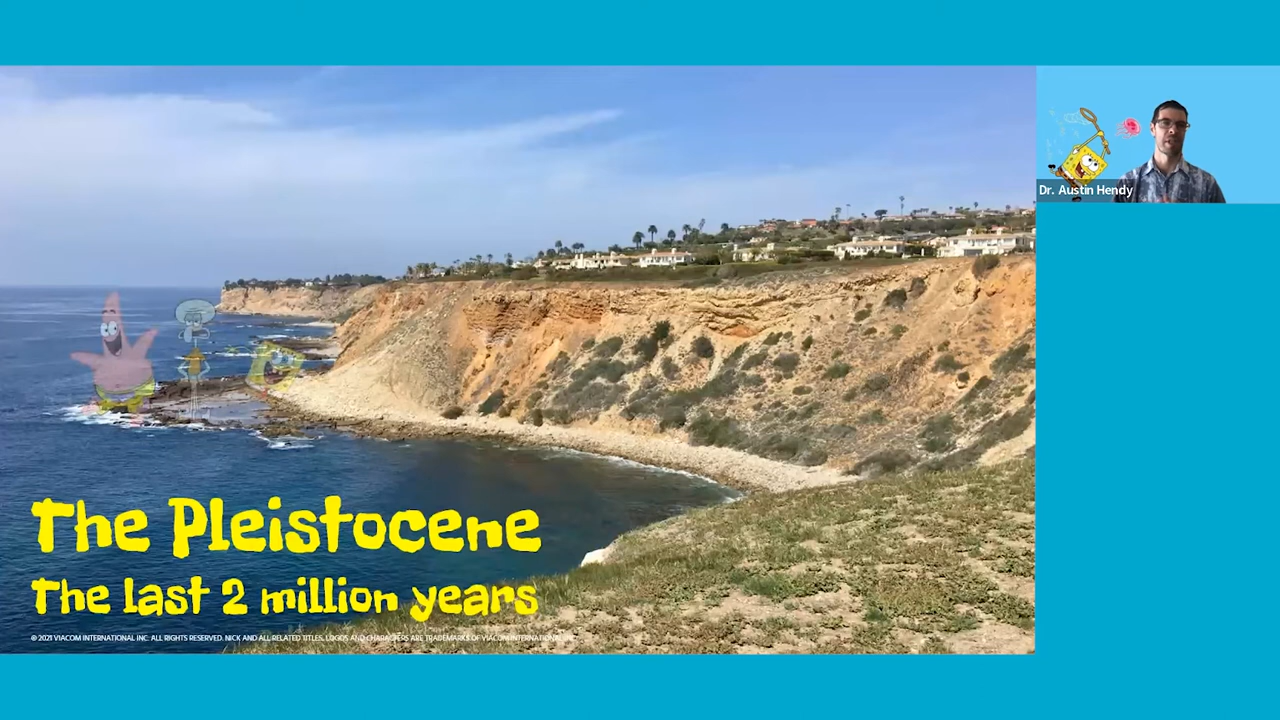 Dr. Austin Hendy
The Pleistocene
The last 2 million years
© 2021 VIACOM INTERNATIONAL INC. ALL RIGHTS RESERVED. NICK AND ALL RELATED TITLES, LOGOS AND CHARACTERS ARE TRADEMARKS OF VIACOM INTERNATIONAL INC.